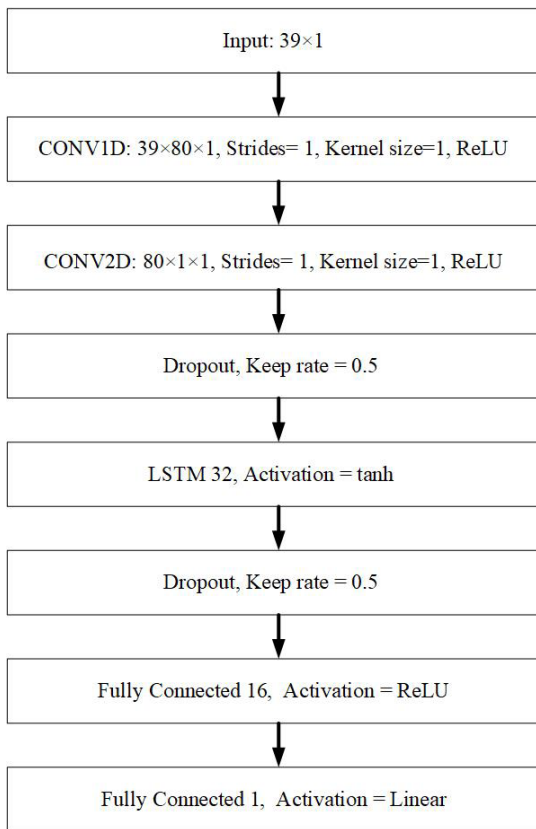 Input: 39×1
CONV1D: 39×80×1, Strides= 1, Kernel size=1, ReLU
CONV2D: 80×1×1, Strides= 1, Kernel size=1, ReLU
Dropout, Keep rate = 0.5
LSTM 32, Activation = tanh
Dropout, Keep rate = 0.5
Fully Connected 16, Activation = ReLU
Fully Connected 1, Activation = Linear